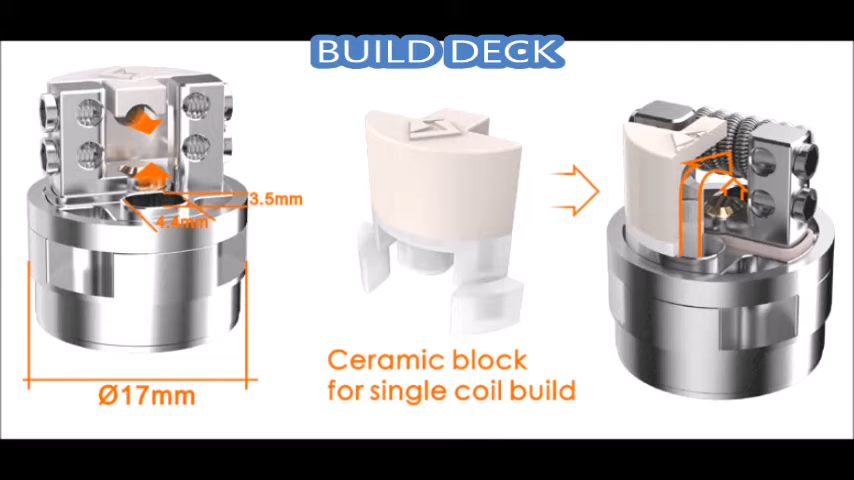 BUILD DECK
3.5mm
4.4mm
Ø17mm
Ceramic block
for single coil build